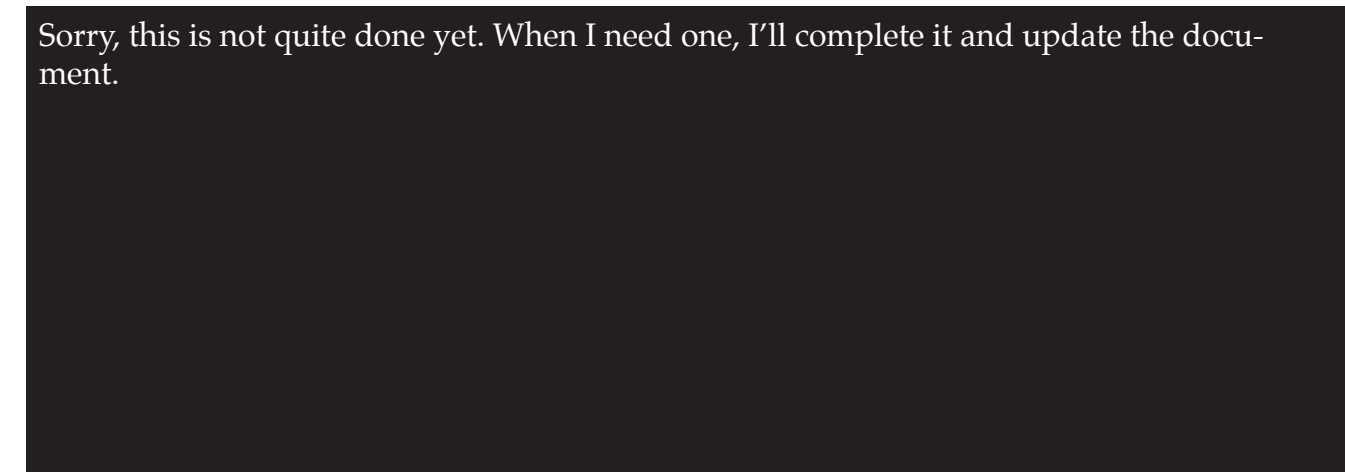 Sorry, this is not quite done yet. When I need one, I’ll complete it and update the docu-
ment.